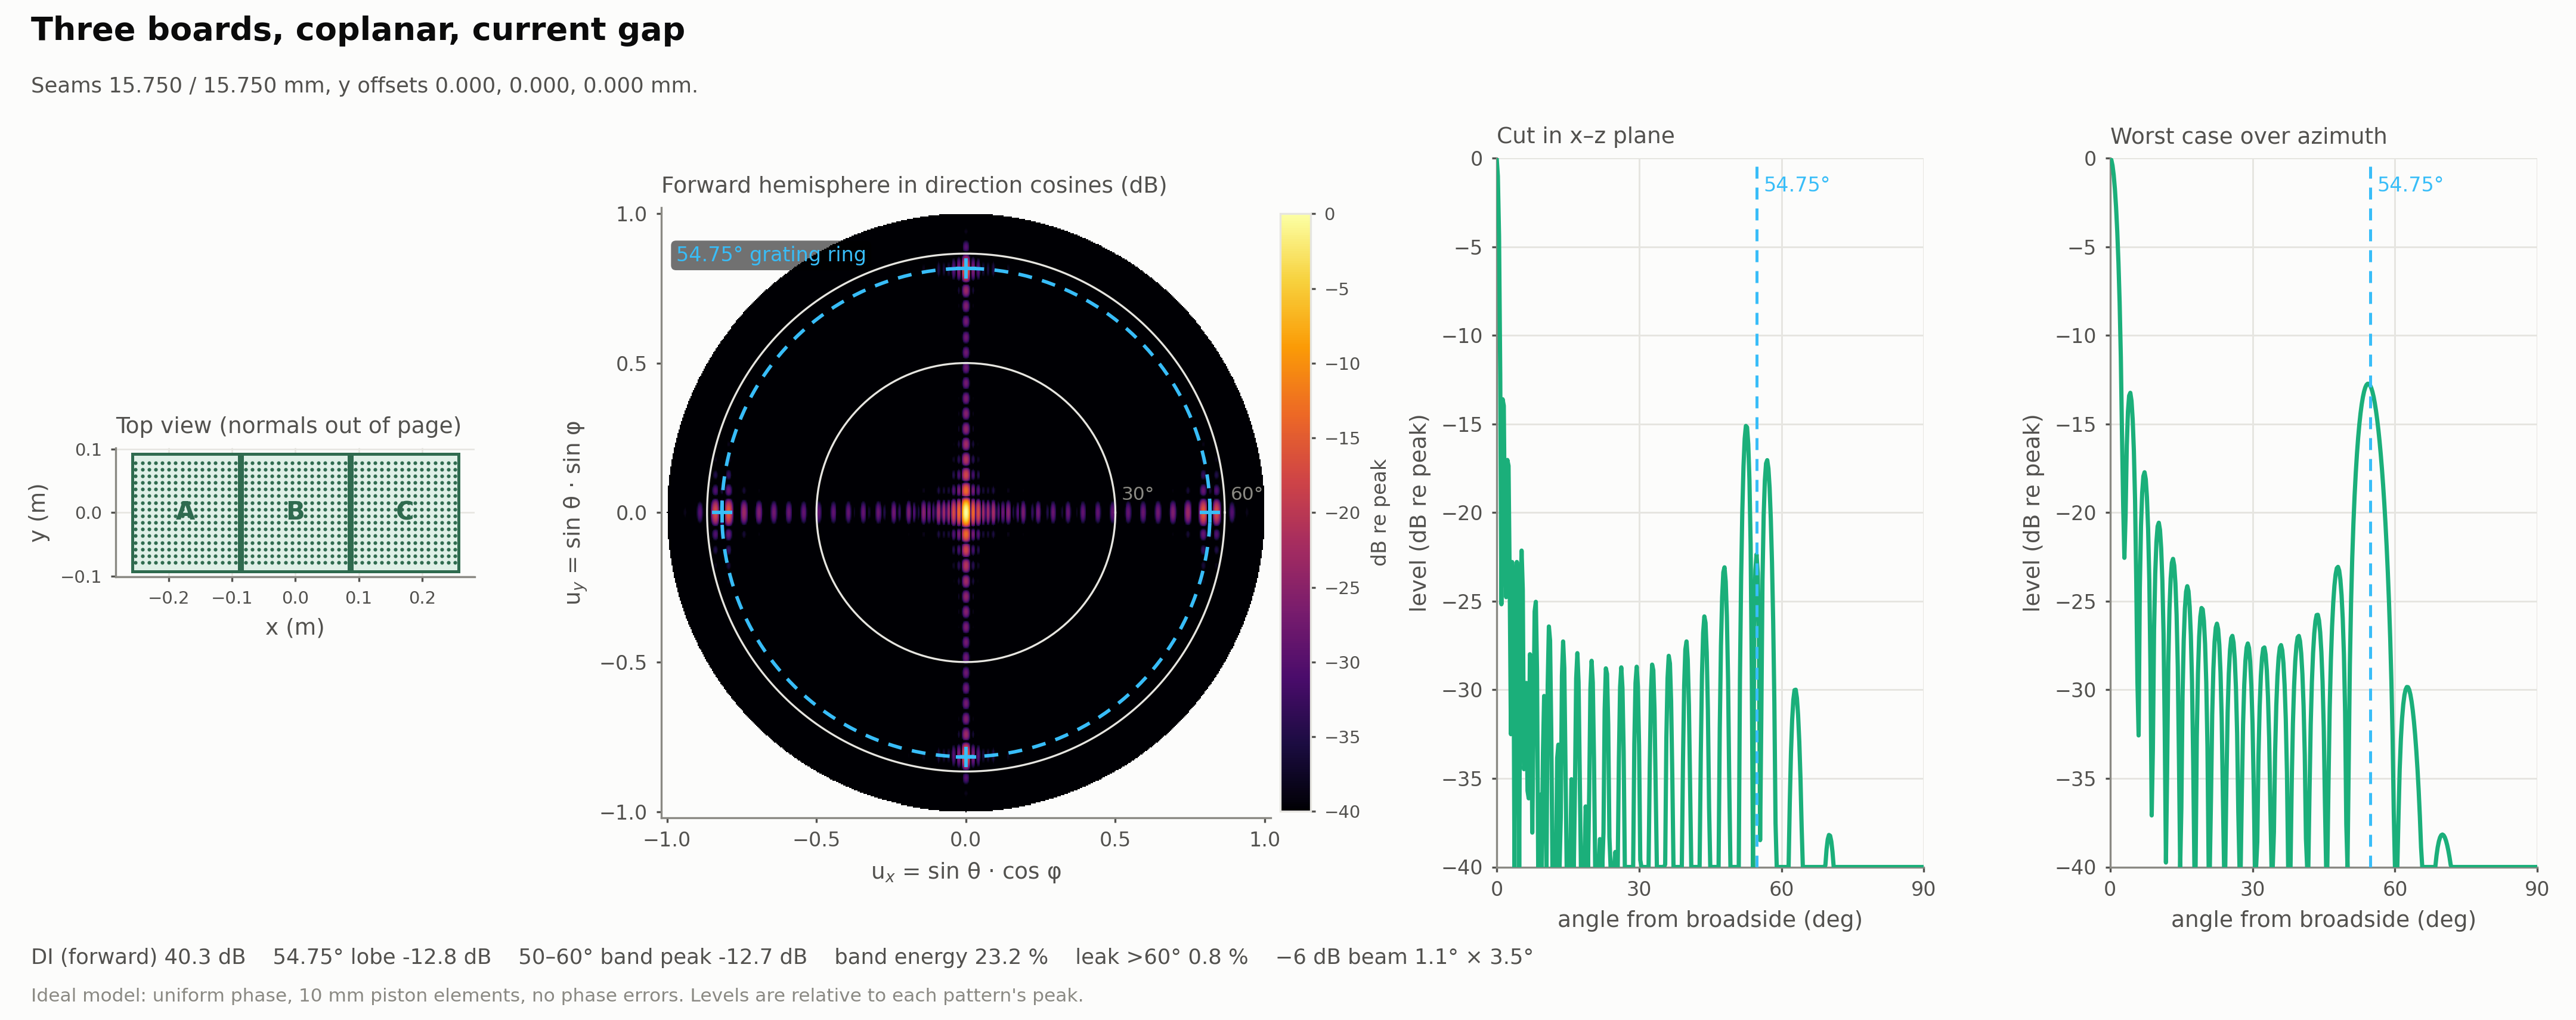 Three boards, coplanar, current gap
Seams 15.750 / 15.750 mm, y offsets 0.000, 0.000, 0.000 mm.
Top view (normals out of page)
0.1
0.0
−0.1
y (m)
A
B
C
−0.2
−0.1
0.0
0.1
0.2
x (m)
Forward hemisphere in direction cosines (dB)
54.75° grating ring
30°
60°
1.0
0.5
0.0
−0.5
−1.0
u_y = sin θ · sin φ
−1.0
−0.5
0.0
0.5
1.0
u_x = sin θ · cos φ
0
−5
−10
−15
−20
−25
−30
−35
−40
dB re peak
Cut in x–z plane
54.75°
0
−5
−10
−15
−20
−25
−30
−35
−40
level (dB re peak)
0
30
60
90
angle from broadside (deg)
Worst case over azimuth
54.75°
0
−5
−10
−15
−20
−25
−30
−35
−40
level (dB re peak)
0
30
60
90
angle from broadside (deg)
DI (forward) 40.3 dB    54.75° lobe -12.8 dB    50–60° band peak -12.7 dB    band energy 23.2 %    leak >60° 0.8 %    −6 dB beam 1.1° × 3.5°
Ideal model: uniform phase, 10 mm piston elements, no phase errors. Levels are relative to each pattern's peak.